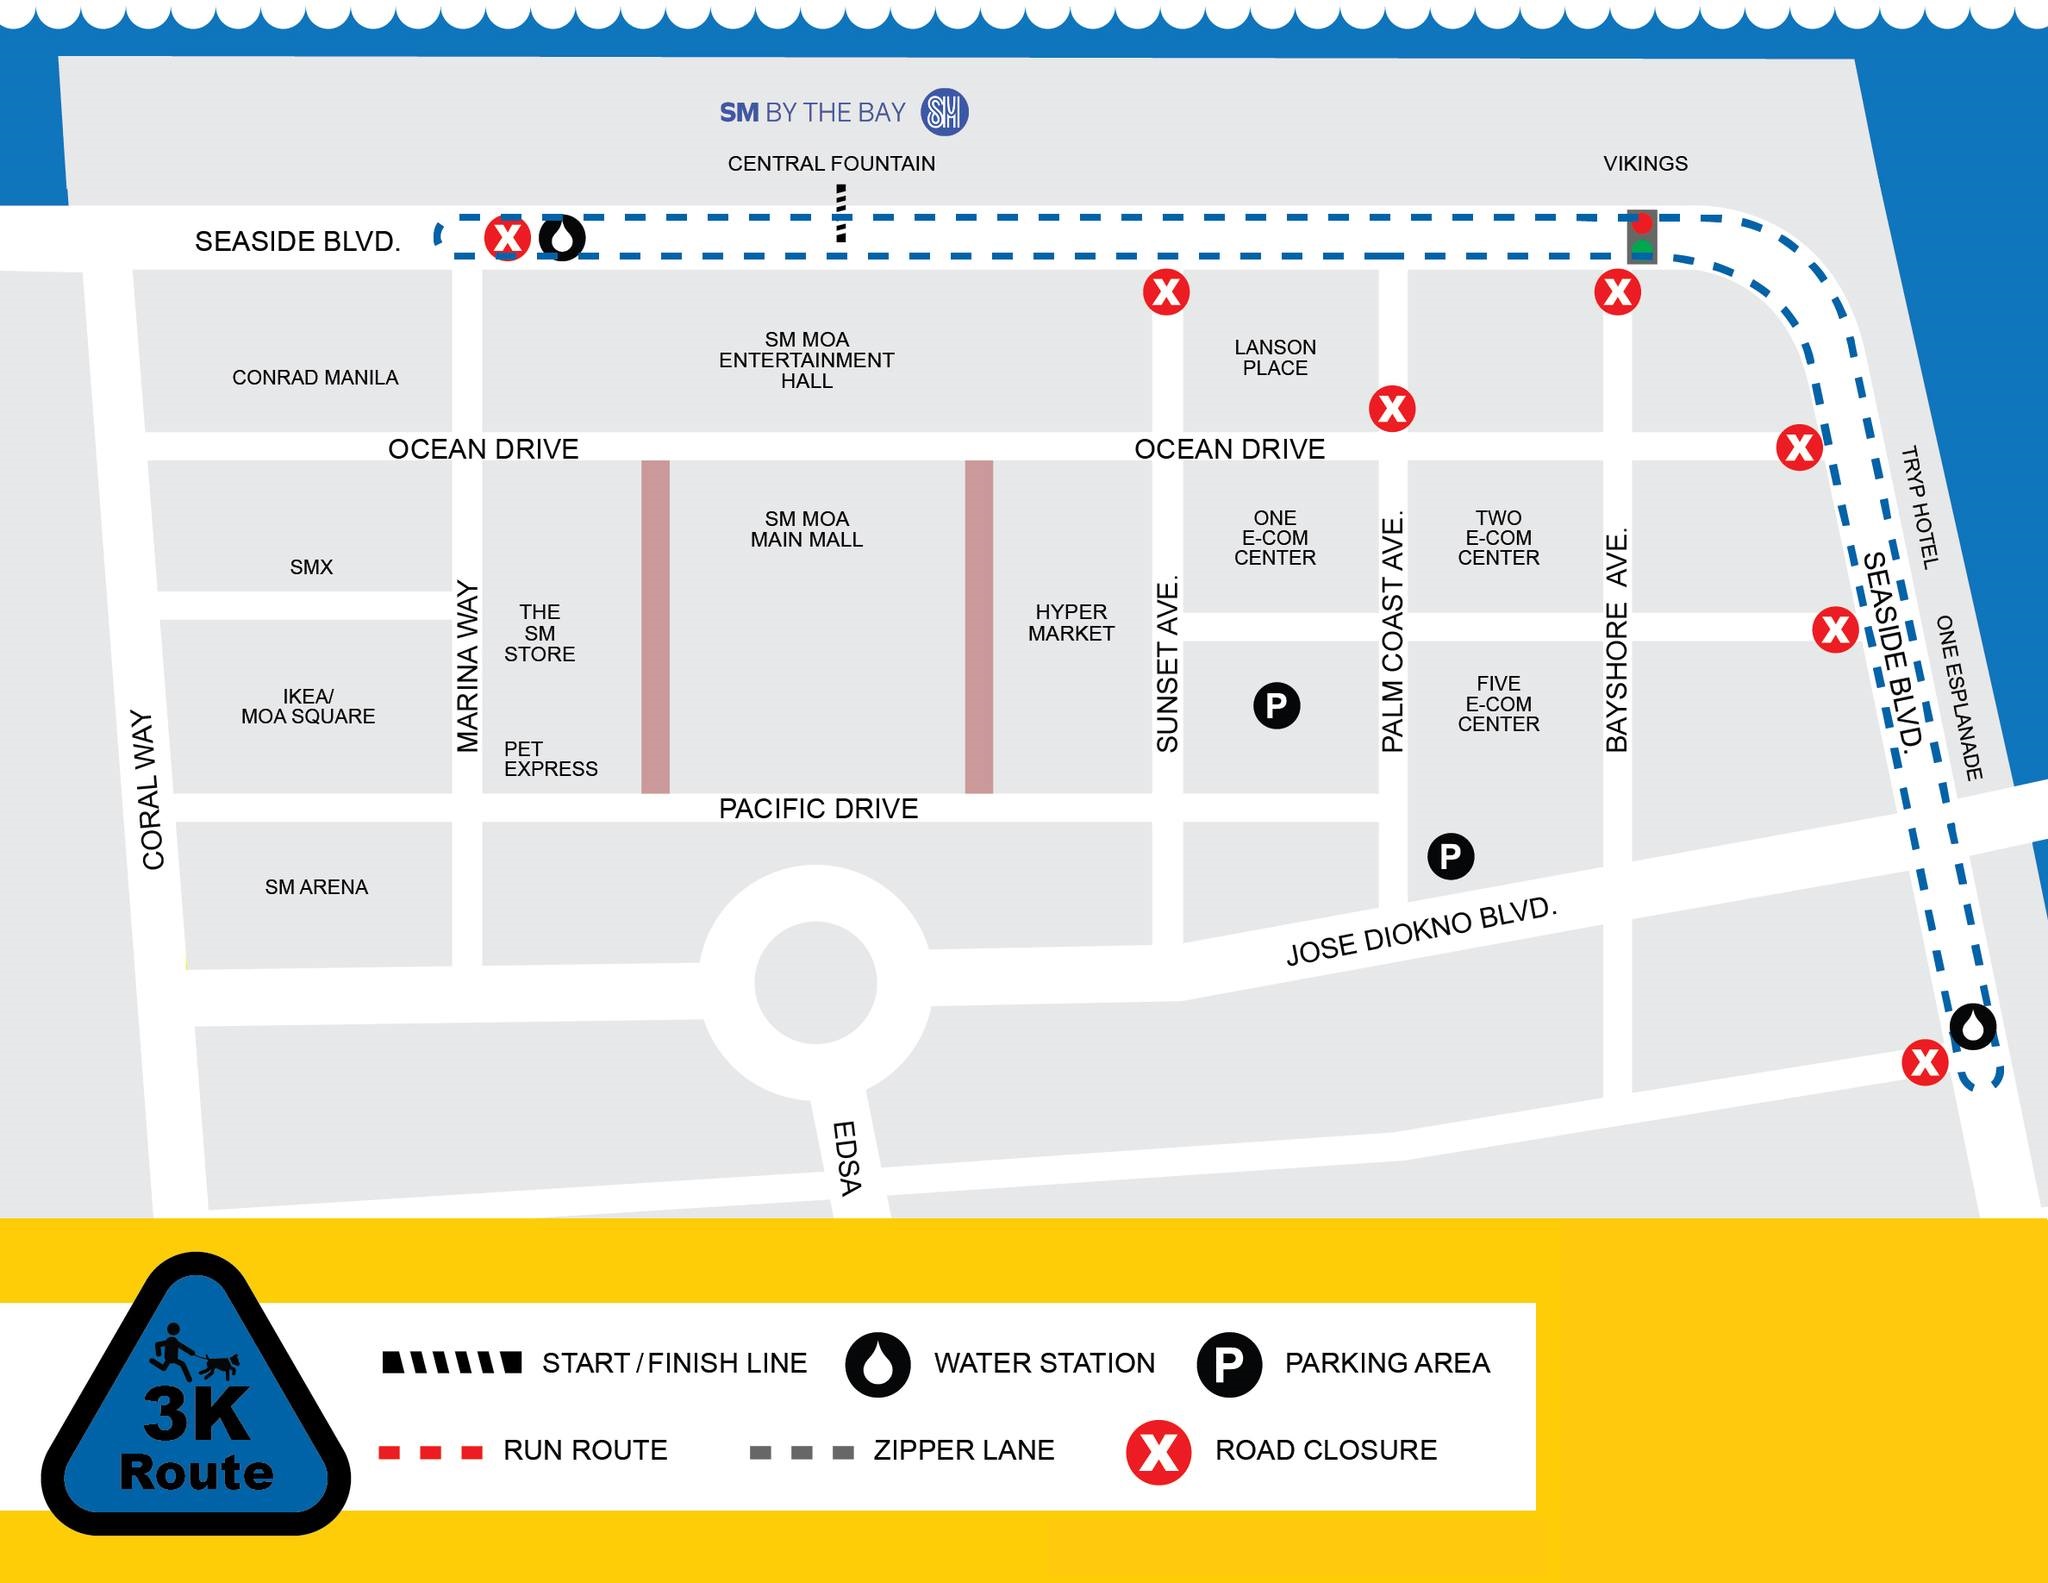 SM BY THE BAY SM
CENTRAL FOUNTAIN
VIKINGS
SEASIDE BLVD.
X
X
X
CONRAD MANILA
SM MOA
ENTERTAINMENT
HALL
LANSON
PLACE
X
OCEAN DRIVE
OCEAN DRIVE
X
TRYP HOTEL
SMX
SM MOA
MAIN MALL
ONE
E-COM
CENTER
TWO
E-COM
CENTER
MARINA WAY
THE
SM
STORE
HYPER
MARKET
SUNSET AVE.
PALM COAST AVE.
BAYSHORE AVE.
X
SEASIDE BLVD.
ONE ESPLANADE
IKEA/
MOA SQUARE
P
FIVE
E-COM
CENTER
CORAL WAY
PET
EXPRESS
PACIFIC DRIVE
P
SM ARENA
JOSE DIOKNO BLVD.
X
EDSA
3K
Route
START / FINISH LINE
WATER STATION
P
PARKING AREA
RUN ROUTE
ZIPPER LANE
X
ROAD CLOSURE